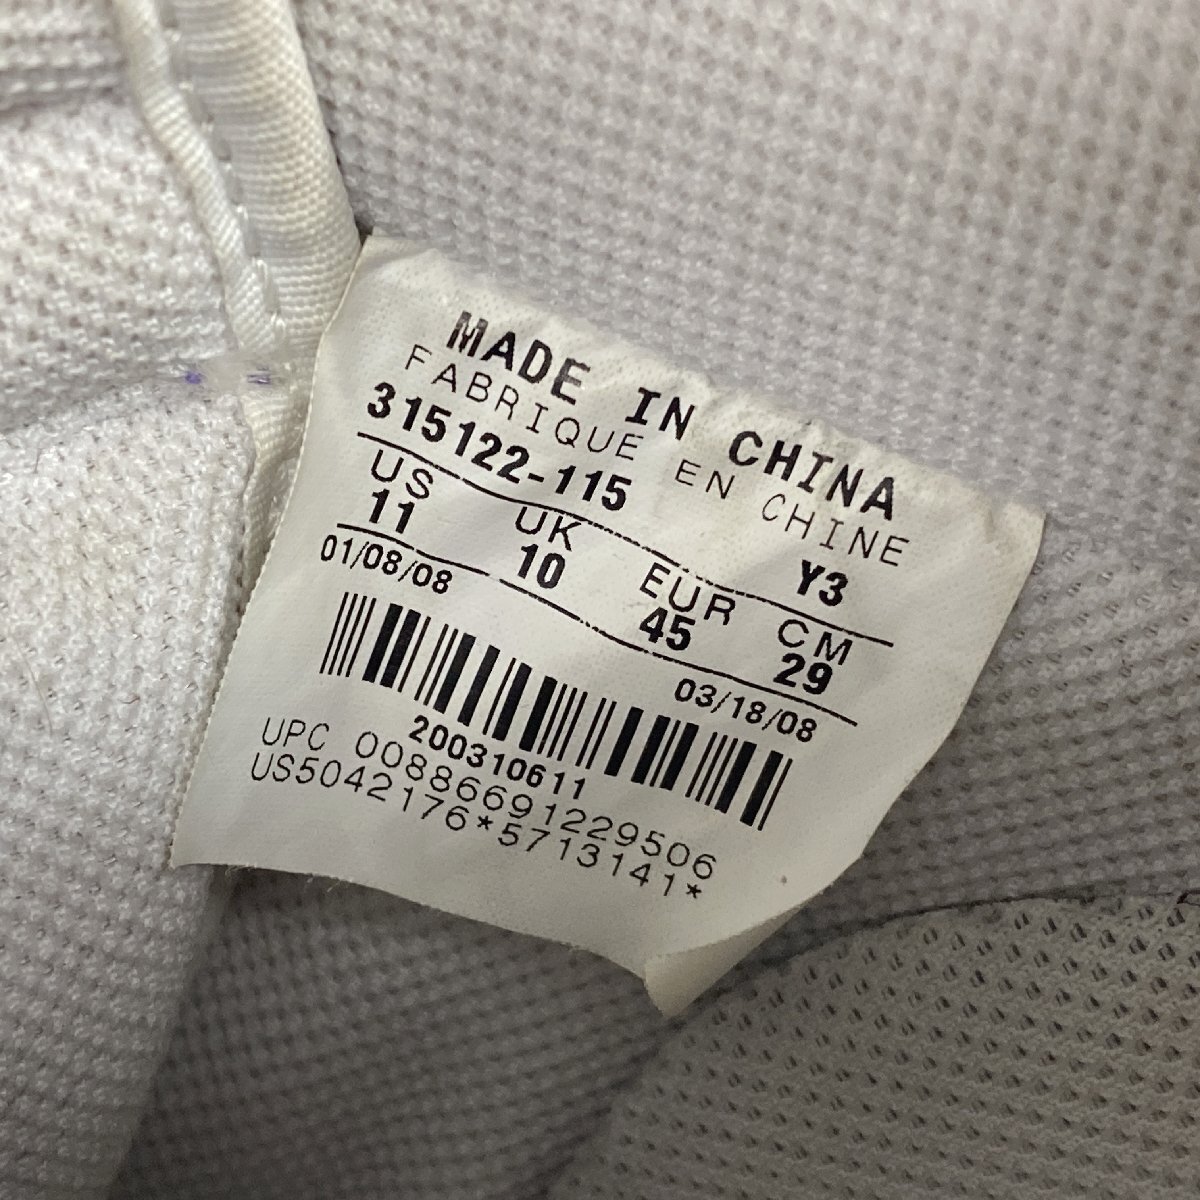 MADE IN CHINA
FABRIQUE EN CHINE
315122-115 Y3
US UK EUR CM
11 10 45 29
01/08/08 03/18/08
200310611
UPC 00886691229506
US5042176*5713141*